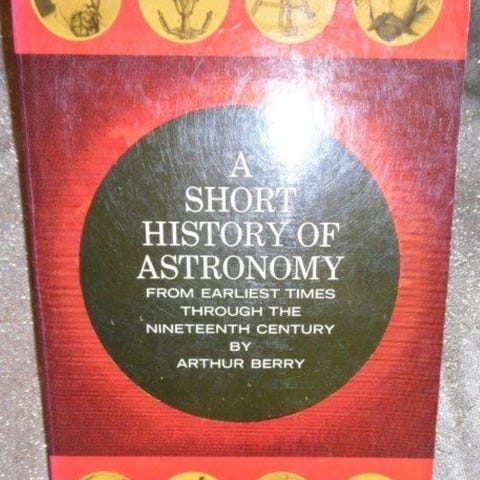 A
SHORT
HISTORY OF
ASTRONOMY
FROM EARLIEST TIMES
THROUGH THE
NINETEENTH CENTURY
BY
ARTHUR BERRY